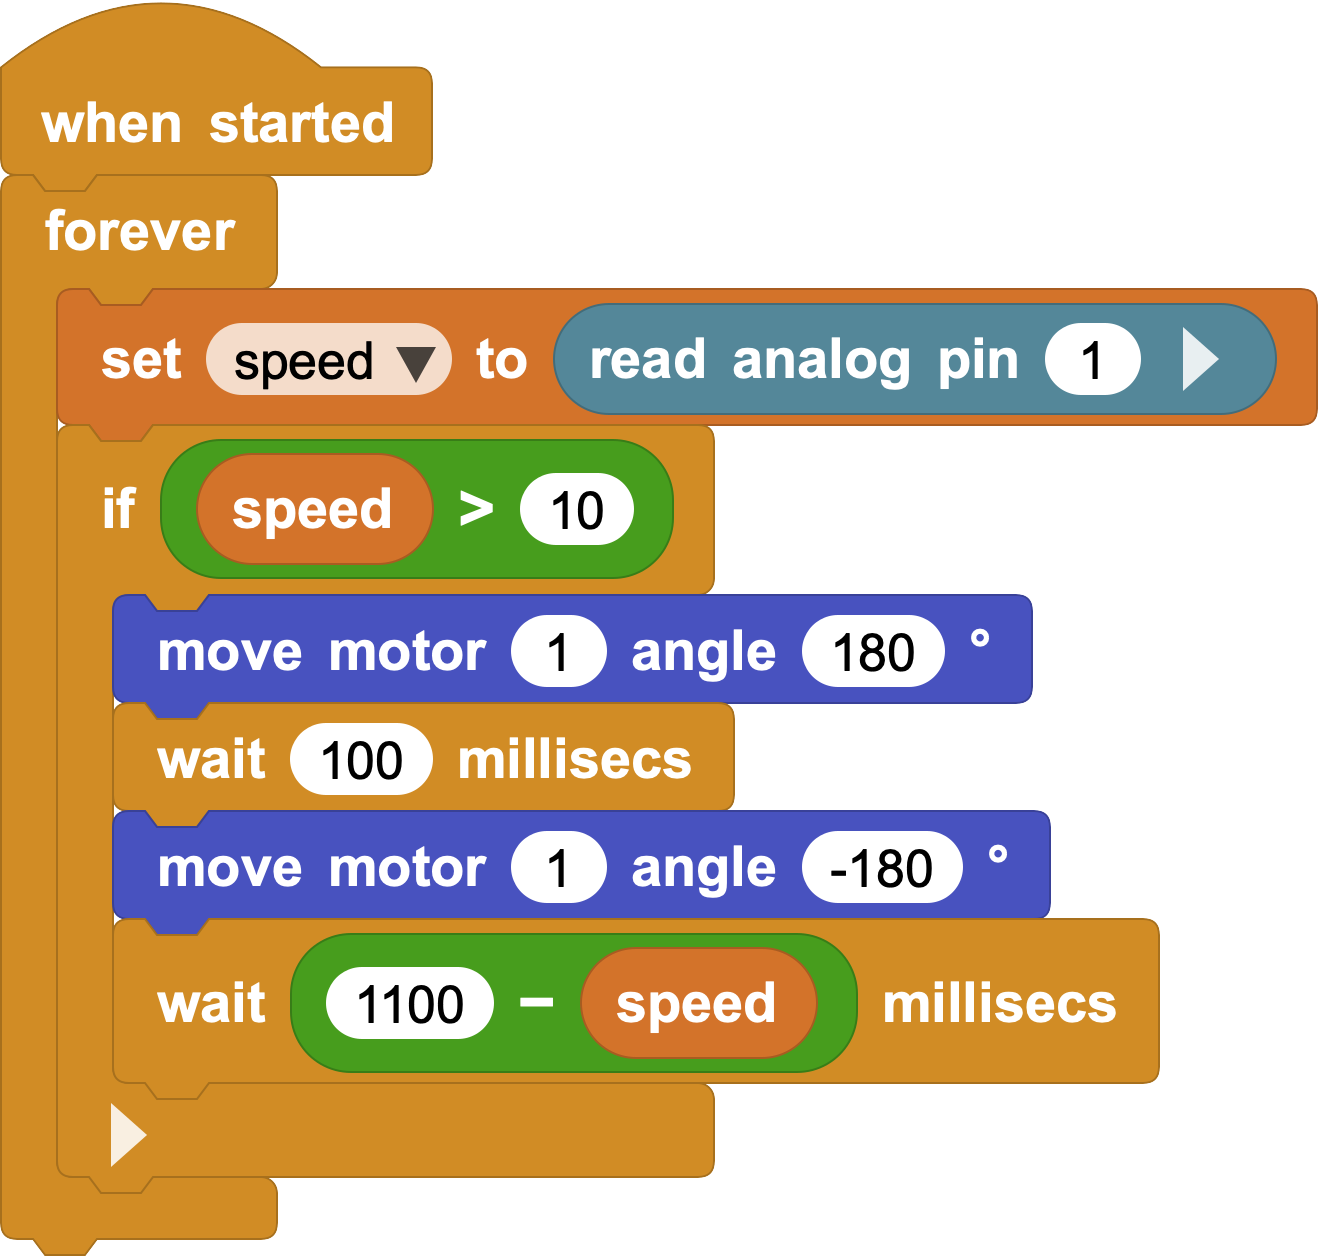 when started
forever
set speed to read analog pin 1
if speed > 10
move motor 1 angle 180 °
wait 100 millisecs
move motor 1 angle -180 °
wait 1100 − speed millisecs